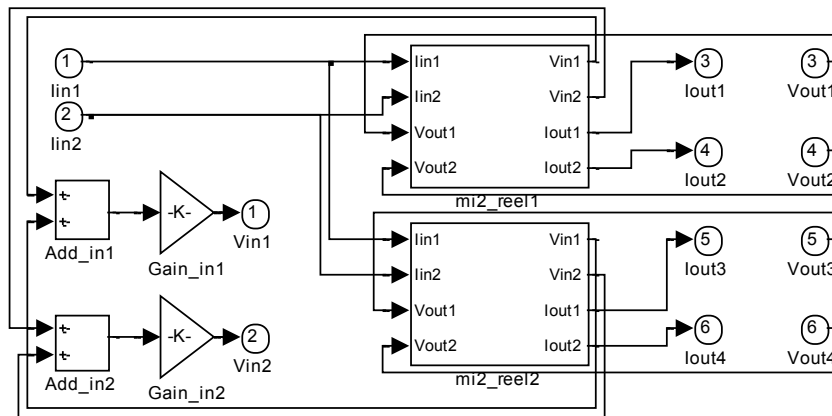 1
Iin1
2
Iin2
Iin1
Iin2
Vout1
Vout2
Vin1
Vin2
Iout1
Iout2
mi2_reel1
3
Iout1
4
Iout2
3
Vout1
4
Vout2
+
+
Add_in1
-K-
Gain_in1
1
Vin1
+
+
Add_in2
-K-
Gain_in2
2
Vin2
Iin1
Iin2
Vout1
Vout2
Vin1
Vin2
Iout1
Iout2
mi2_reel2
5
Iout3
6
Iout4
5
Vout3
6
Vout4